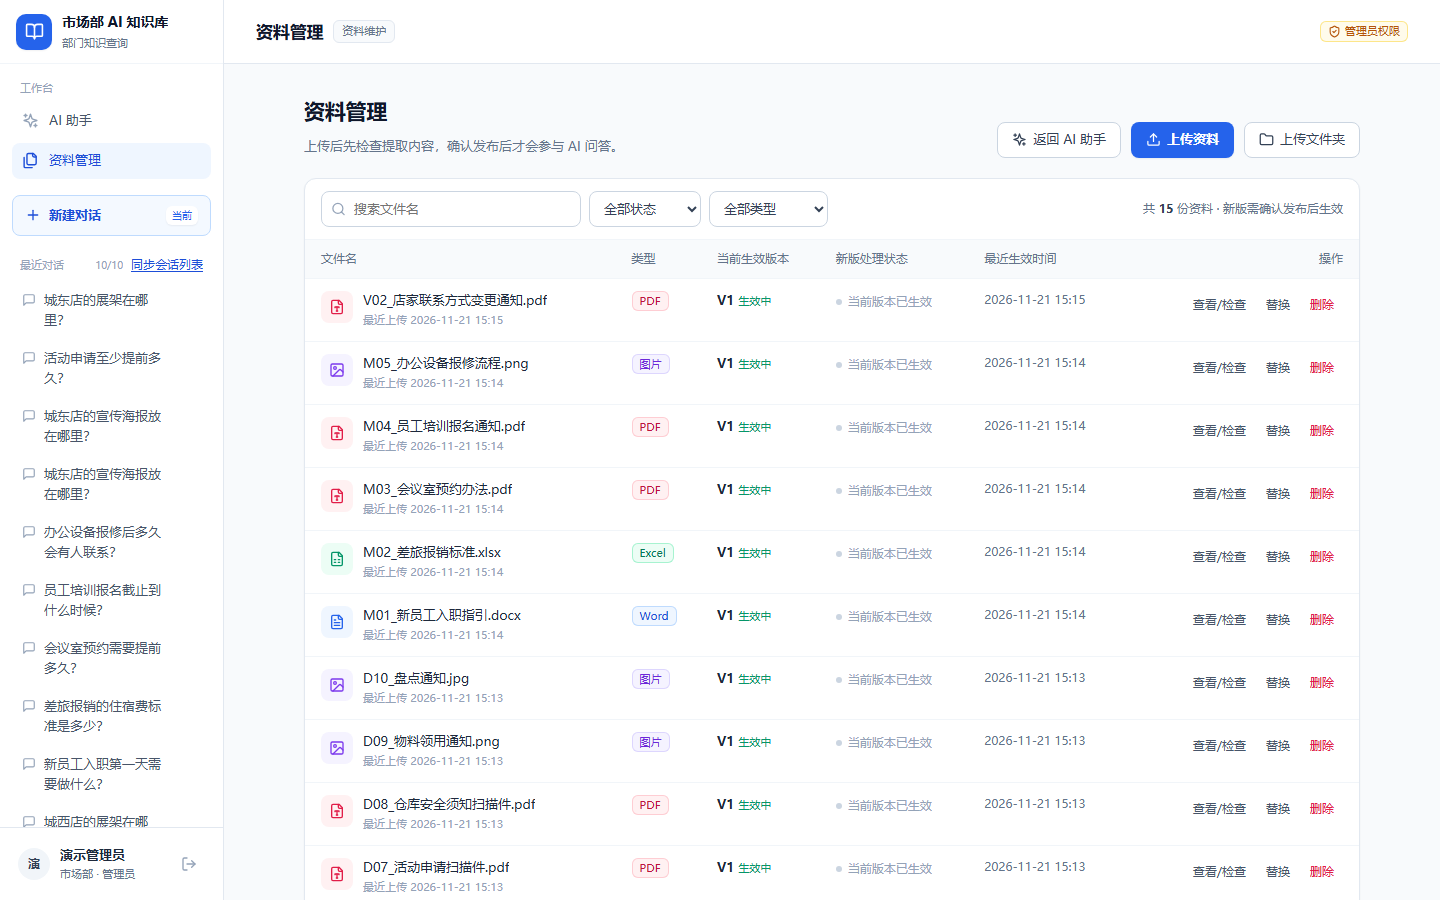 市场部 AI 知识库
部门知识查询
工作台
AI 助手
资料管理
新建对话 当前
最近对话 10/10 同步会话列表
城东店的展架在哪
里?
活动申请至少提前多
久?
城东店的宣传海报放
在哪里?
城东店的宣传海报放
在哪里?
办公设备报修后多久
会有人联系?
员工培训报名截止到
什么时候?
会议室预约需要提前
多久?
差旅报销的住宿费标
准是多少?
新员工入职第一天需
要做什么?
城西店的展架在哪
演 演示管理员
市场部 · 管理员
资料管理 资料维护
管理员权限
资料管理
上传后先检查提取内容，确认发布后才会参与 AI 问答。
返回 AI 助手 上传资料 上传文件夹
搜索文件名 全部状态 全部类型 共 15 份资料 · 新版需确认发布后生效
文件名 类型 当前生效版本 新版处理状态 最近生效时间 操作
V02_店家联系方式变更通知.pdf PDF V1 生效中 当前版本已生效 2026-11-21 15:15 查看/检查 替换 删除
最近上传 2026-11-21 15:15
M05_办公设备报修流程.png 图片 V1 生效中 当前版本已生效 2026-11-21 15:14 查看/检查 替换 删除
最近上传 2026-11-21 15:14
M04_员工培训报名通知.pdf PDF V1 生效中 当前版本已生效 2026-11-21 15:14 查看/检查 替换 删除
最近上传 2026-11-21 15:14
M03_会议室预约办法.pdf PDF V1 生效中 当前版本已生效 2026-11-21 15:14 查看/检查 替换 删除
最近上传 2026-11-21 15:14
M02_差旅报销标准.xlsx Excel V1 生效中 当前版本已生效 2026-11-21 15:14 查看/检查 替换 删除
最近上传 2026-11-21 15:14
M01_新员工入职指引.docx Word V1 生效中 当前版本已生效 2026-11-21 15:14 查看/检查 替换 删除
最近上传 2026-11-21 15:14
D10_盘点通知.jpg 图片 V1 生效中 当前版本已生效 2026-11-21 15:13 查看/检查 替换 删除
最近上传 2026-11-21 15:13
D09_物料领用通知.png 图片 V1 生效中 当前版本已生效 2026-11-21 15:13 查看/检查 替换 删除
最近上传 2026-11-21 15:13
D08_仓库安全须知扫描件.pdf PDF V1 生效中 当前版本已生效 2026-11-21 15:13 查看/检查 替换 删除
最近上传 2026-11-21 15:13
D07_活动申请扫描件.pdf PDF V1 生效中 当前版本已生效 2026-11-21 15:13 查看/检查 替换 删除
最近上传 2026-11-21 15:13